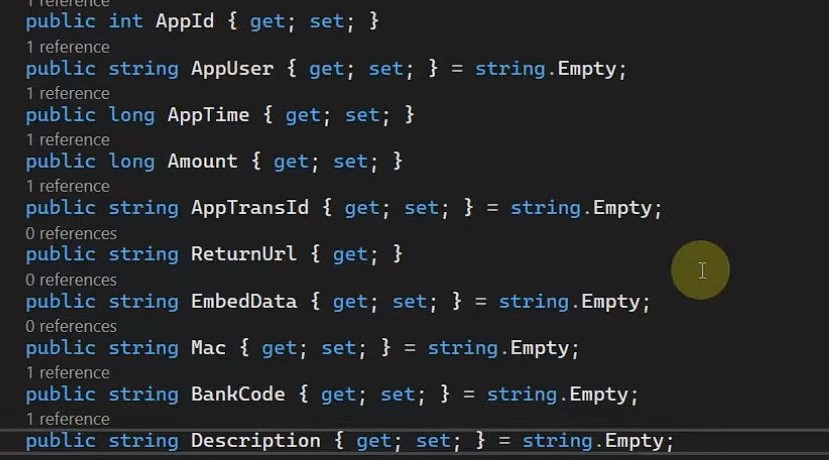 1 reference
public int AppId { get; set; }
1 reference
public string AppUser { get; set; } = string.Empty;
1 reference
public long AppTime { get; set; }
1 reference
public long Amount { get; set; }
1 reference
public string AppTransId { get; set; } = string.Empty;
0 references
public string ReturnUrl { get; }
0 references
public string EmbedData { get; set; } = string.Empty;
0 references
public string Mac { get; set; } = string.Empty;
1 reference
public string BankCode { get; set; } = string.Empty;
1 reference
public string Description { get; set; } = string.Empty;